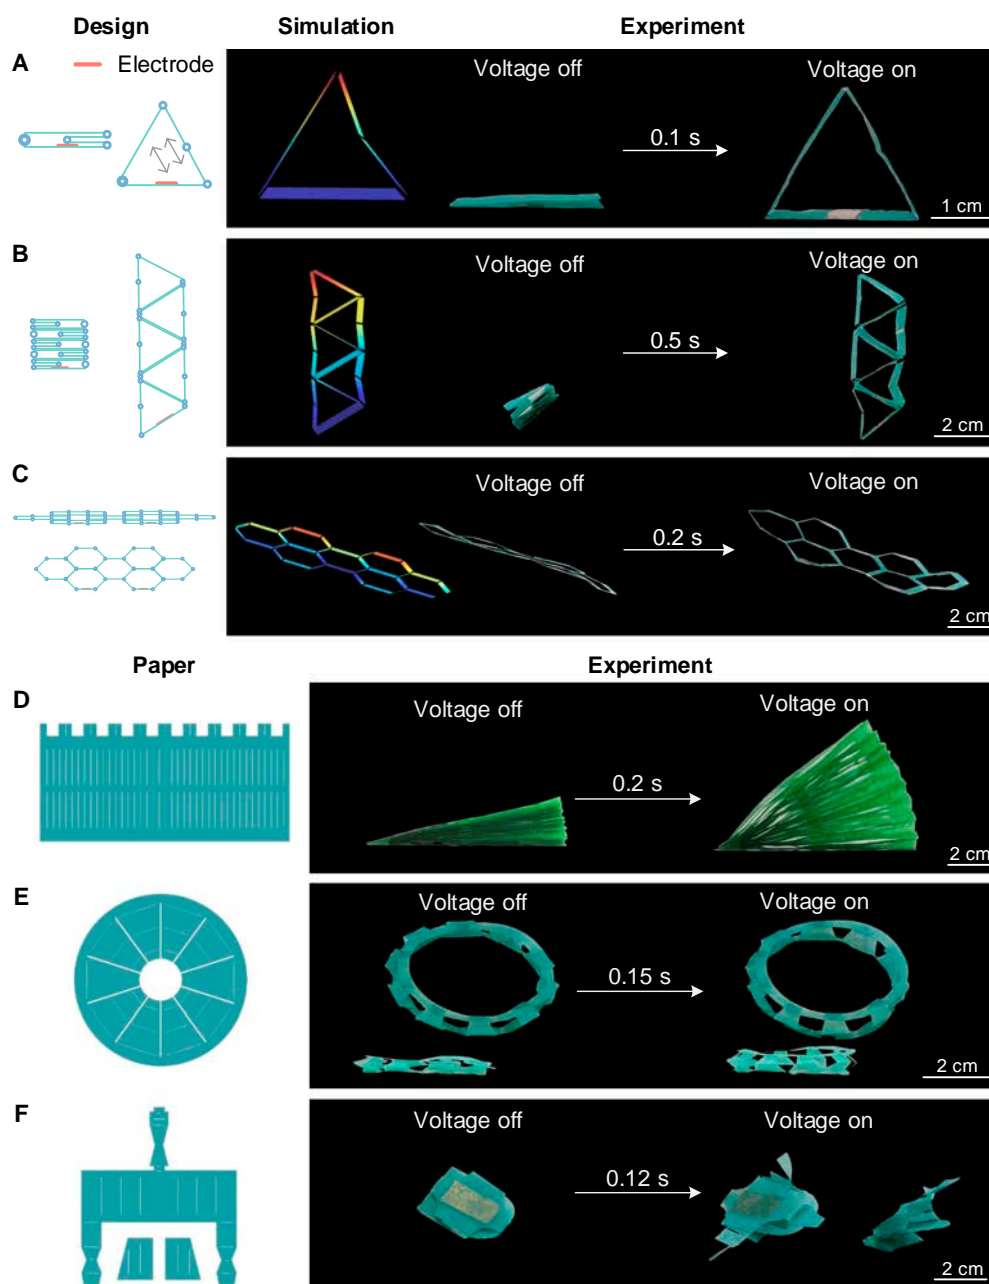 Design Simulation Experiment
A
Electrode
Voltage off
Voltage on
0.1 s
1 cm
B
Voltage off
Voltage on
0.5 s
2 cm
C
Voltage off
Voltage on
0.2 s
2 cm
Paper Experiment
D
Voltage off
Voltage on
0.2 s
2 cm
E
Voltage off
Voltage on
0.15 s
2 cm
F
Voltage off
Voltage on
0.12 s
2 cm